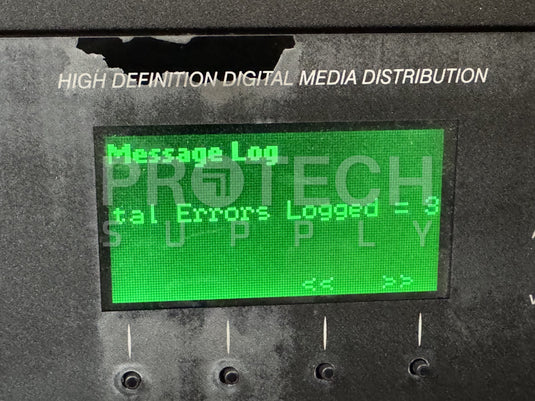 HIGH DEFINITION DIGITAL MEDIA DISTRIBUTION
Message Log
PROTECH
tal Errors Logged = 3
SUPPLY
<< >>